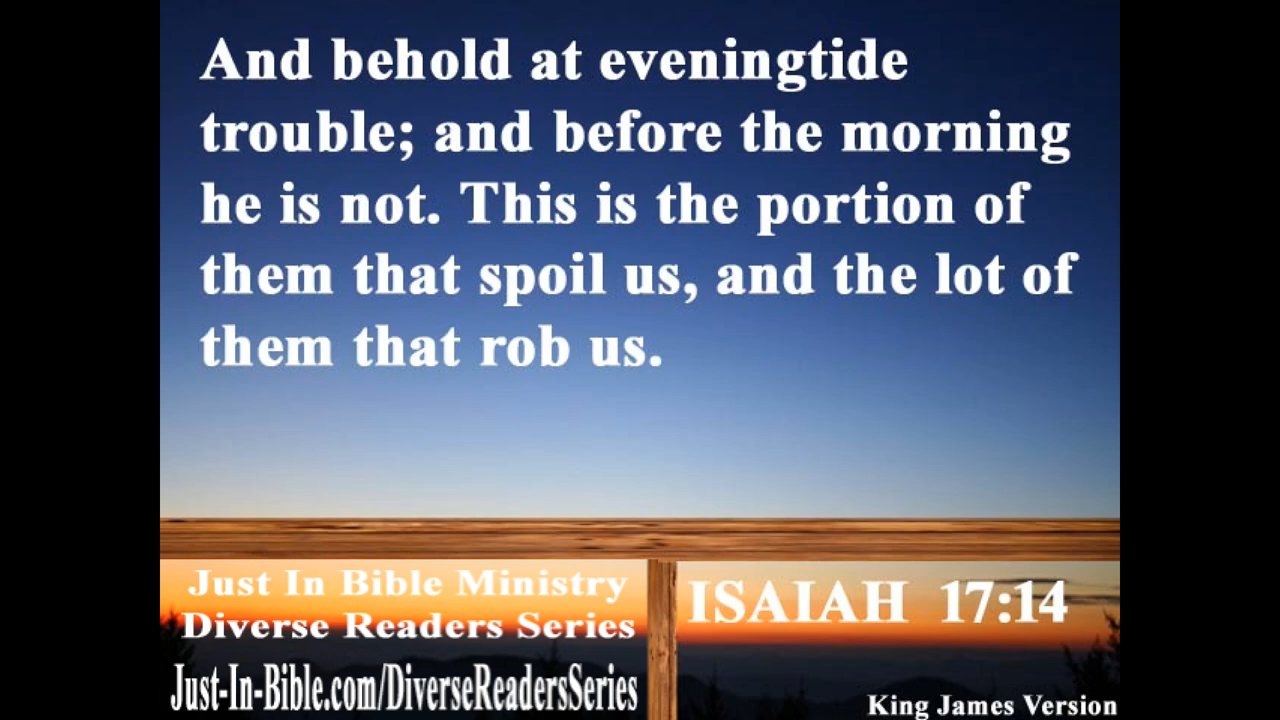 And behold at eveningtide
trouble; and before the morning
he is not. This is the portion of
them that spoil us, and the lot of
them that rob us.
Just In Bible Ministry
Diverse Readers Series
Just-In-Bible.com/DiverseReadersSeries
ISAIAH 17:14
King James Version